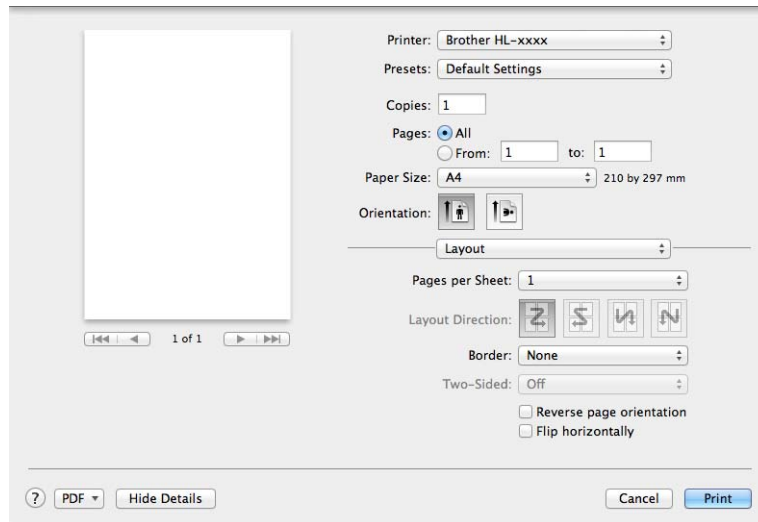 Printer: Brother HL-xxxx
Presets: Default Settings
Copies: 1
Pages: All
From: 1 to: 1
Paper Size: A4 210 by 297 mm
Orientation:
Layout
Pages per Sheet: 1
Layout Direction:
Border: None
Two-Sided: Off
Reverse page orientation
Flip horizontally
1 of 1
? PDF Hide Details Cancel Print